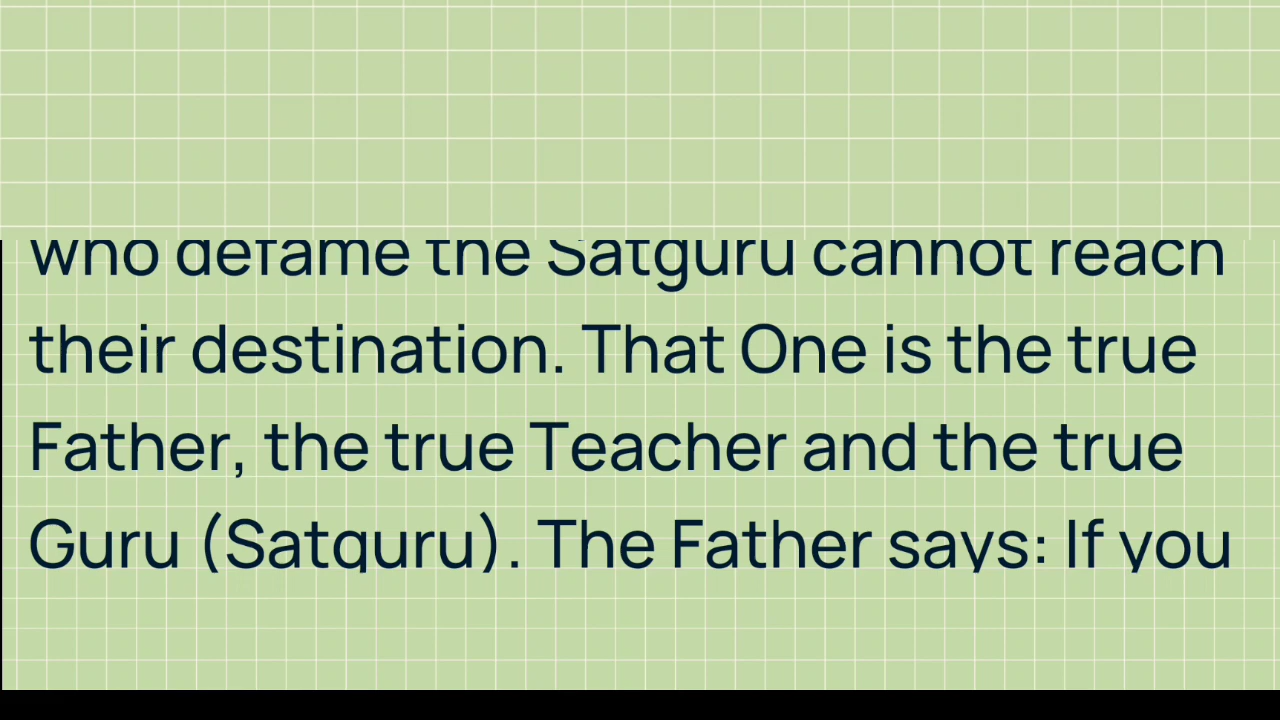 who defame the Satguru cannot reach
their destination. That One is the true
Father, the true Teacher and the true
Guru (Satguru). The Father says: If you